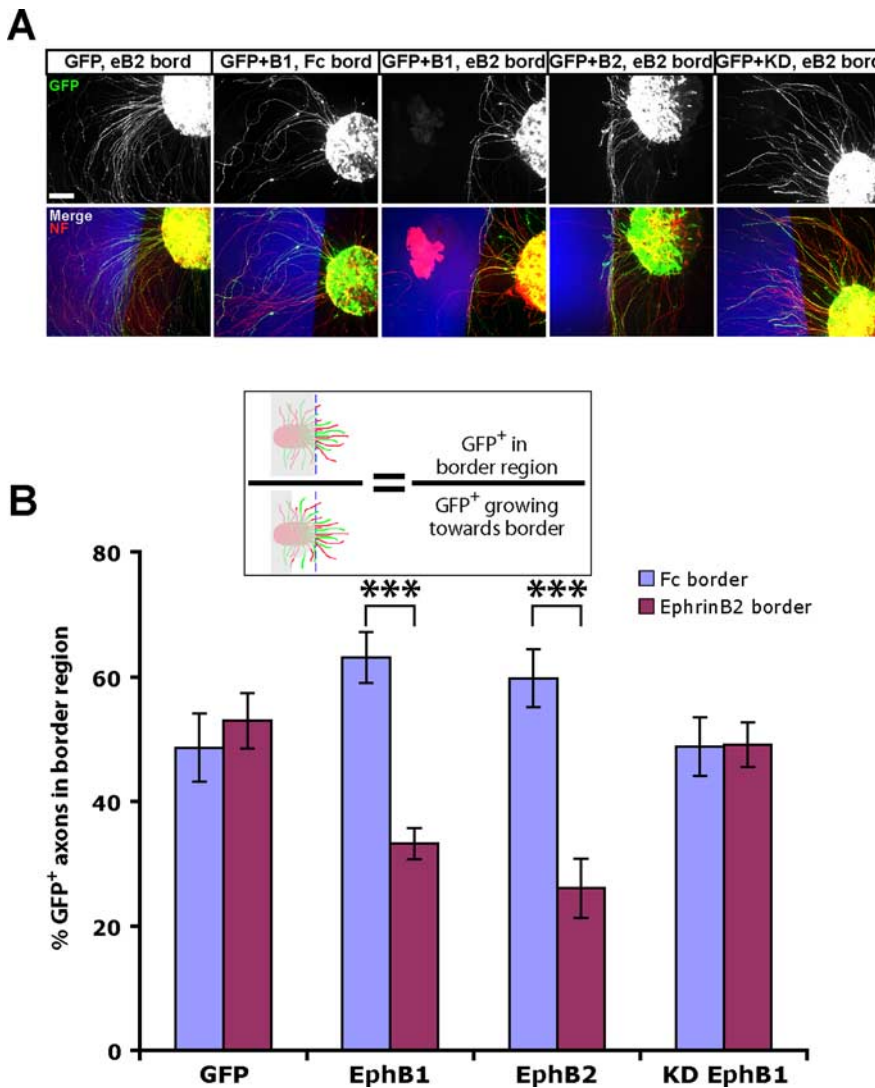 A
GFP, eB2 bord
GFP+B1, Fc bord
GFP+B1, eB2 bord
GFP+B2, eB2 bord
GFP+KD, eB2 bord
GFP
Merge
NF
B
=
GFP+ in
border region
GFP+ growing
towards border
Fc border
EphrinB2 border
***
***
% GFP+ axons in border region
80
60
40
20
0
GFP
EphB1
EphB2
KD EphB1